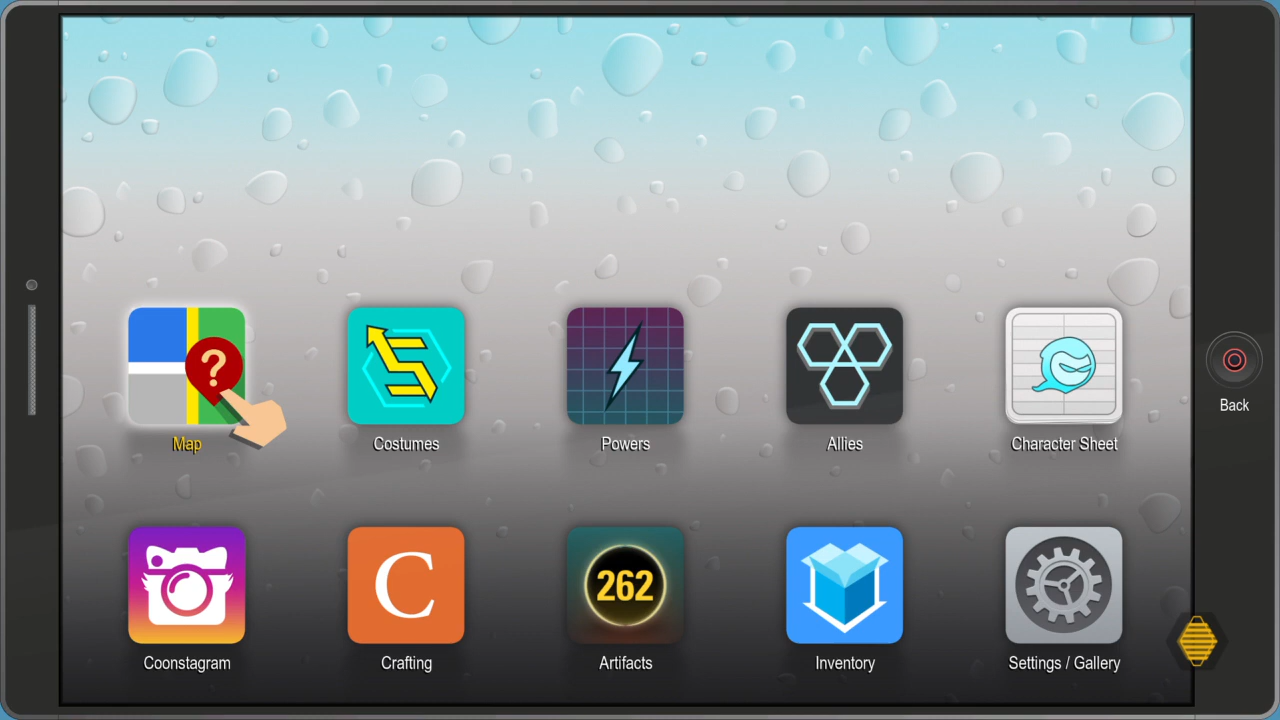 ?
Map
Costumes
Powers
Allies
Character Sheet
Back
Coonstagram
C
Crafting
262
Artifacts
Inventory
Settings / Gallery